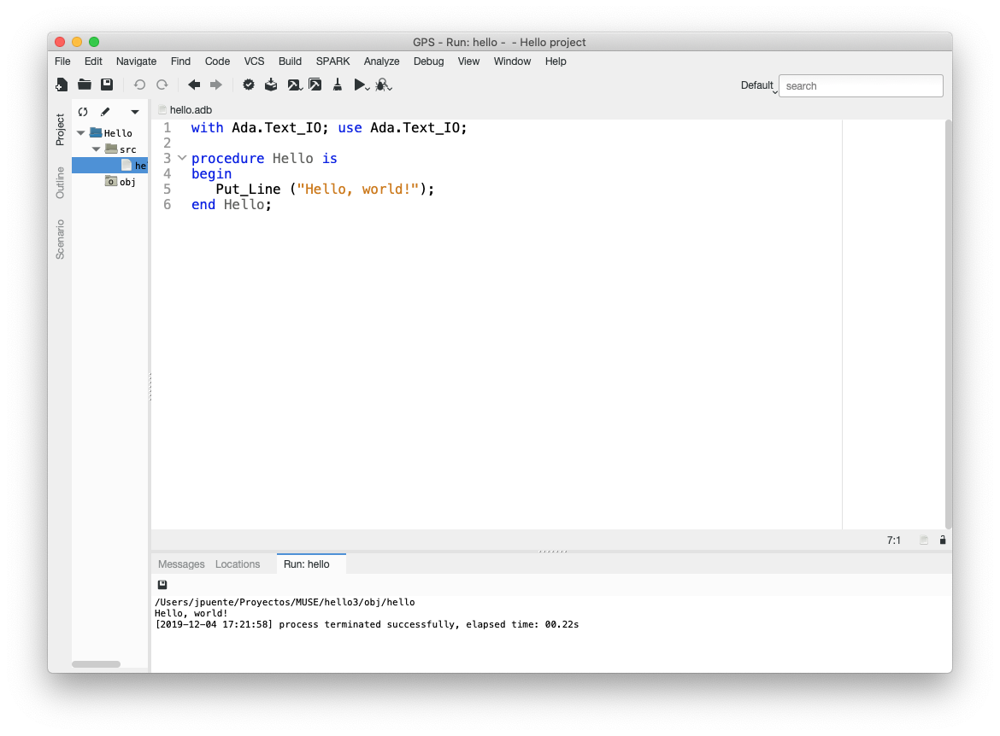 GPS - Run: hello -  - Hello project
File Edit Navigate Find Code VCS Build SPARK Analyze Debug View Window Help
Default search
Project
Outline
Scenario
Hello
src
he
obj
hello.adb
1 with Ada.Text_IO; use Ada.Text_IO;
2
3 procedure Hello is
4 begin
5    Put_Line ("Hello, world!");
6 end Hello;
7:1
Messages Locations Run: hello
/Users/jpuente/Proyectos/MUSE/hello3/obj/hello
Hello, world!
[2019-12-04 17:21:58] process terminated successfully, elapsed time: 00.22s